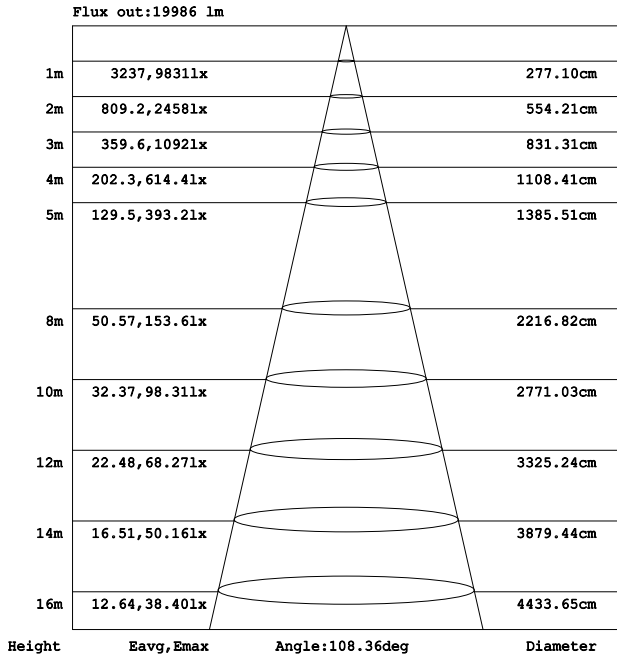 Flux out:19986 lm
1m 3237,9831lx 277.10cm
2m 809.2,2458lx 554.21cm
3m 359.6,1092lx 831.31cm
4m 202.3,614.4lx 1108.41cm
5m 129.5,393.2lx 1385.51cm
8m 50.57,153.6lx 2216.82cm
10m 32.37,98.31lx 2771.03cm
12m 22.48,68.27lx 3325.24cm
14m 16.51,50.16lx 3879.44cm
16m 12.64,38.40lx 4433.65cm
Height Eavg,Emax Angle:108.36deg Diameter